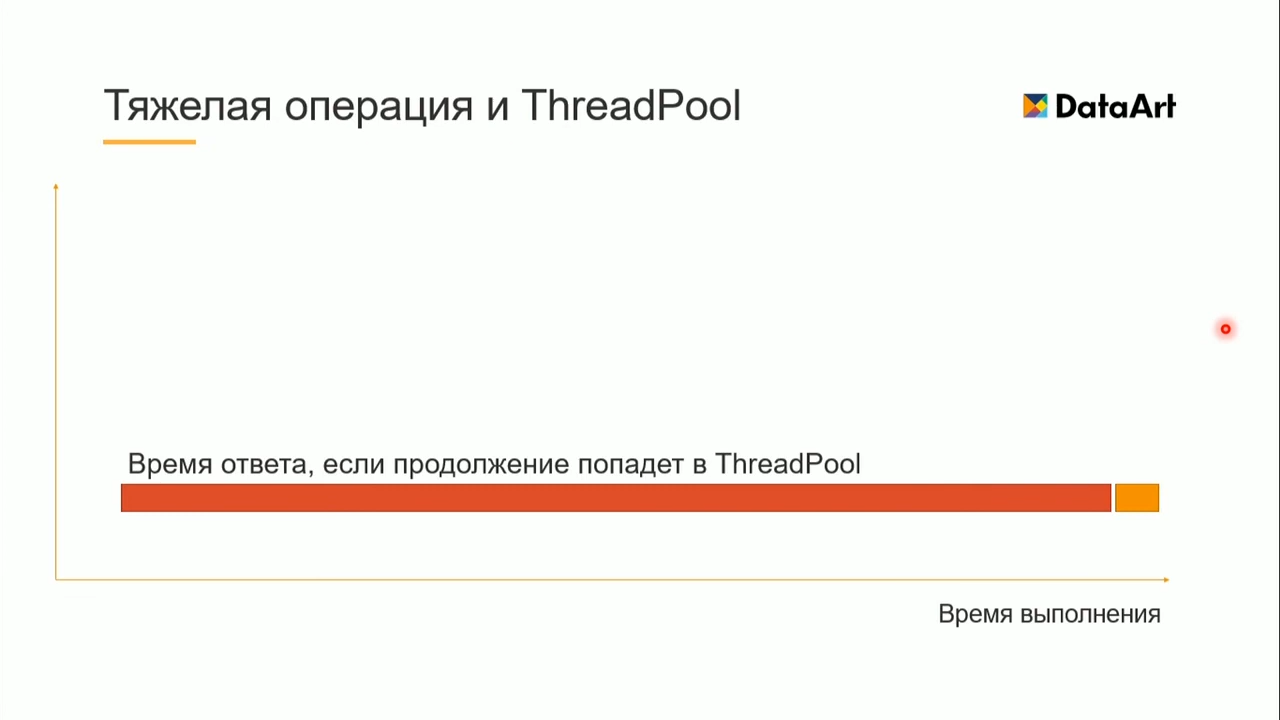 Тяжелая операция и ThreadPool
DataArt
Время ответа, если продолжение попадет в ThreadPool
Время выполнения